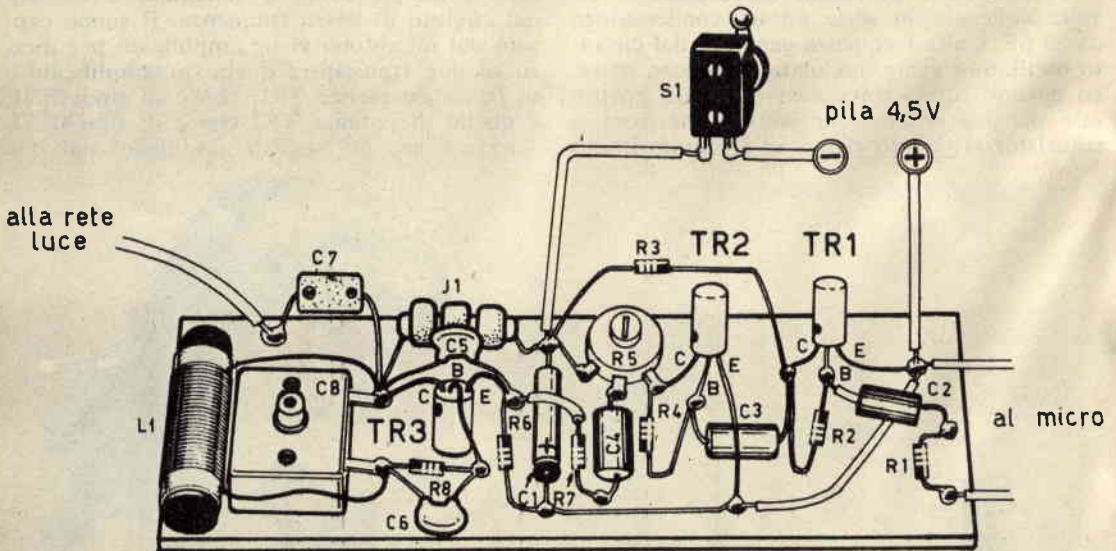 S1
pila 4,5V
-
+
alla rete
luce
C7
J1
R3
TR2
TR1
C5
R5
C
E
C
E
B
B
B
C2
C8
C
E
L1
TR3
R6
R4
C3
R2
al micro
C4
R1
R8
+
C1
R7
C6